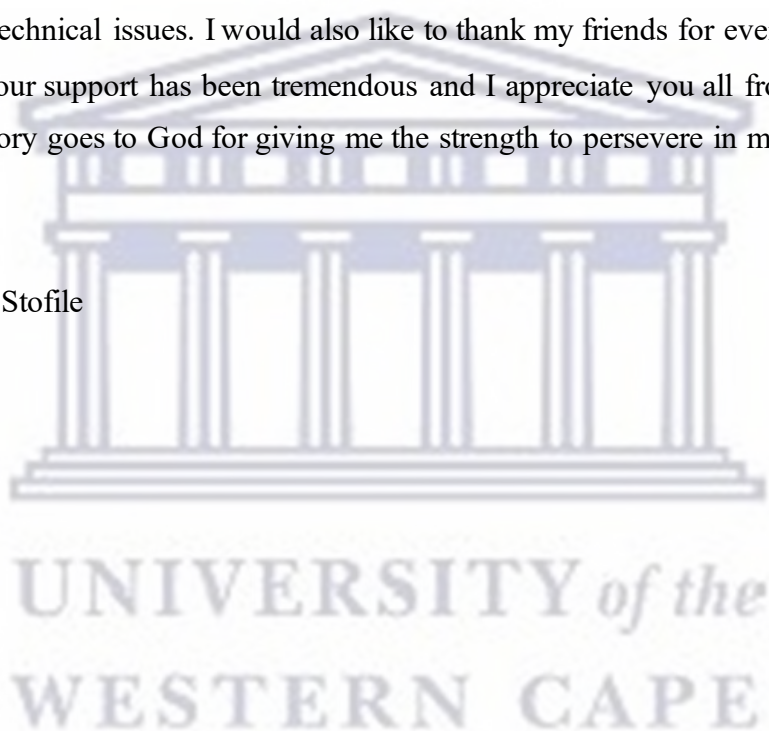 echnical issues. I would also like to thank my friends for eve
our support has been tremendous and I appreciate you all fro
ory goes to God for giving me the strength to persevere in m
Stofile
UNIVERSITY of the
WESTERN CAPE